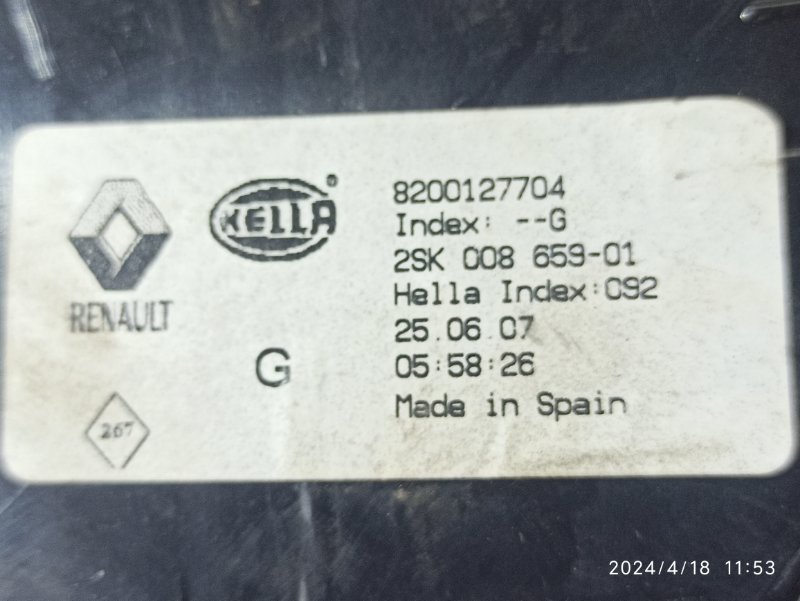 RENAULT
HELLA®
G
267
8200127704
Index: --G
2SK 008 659-01
Hella Index:092
25.06.07
05:58:26
Made in Spain
2024/4/18 11:53